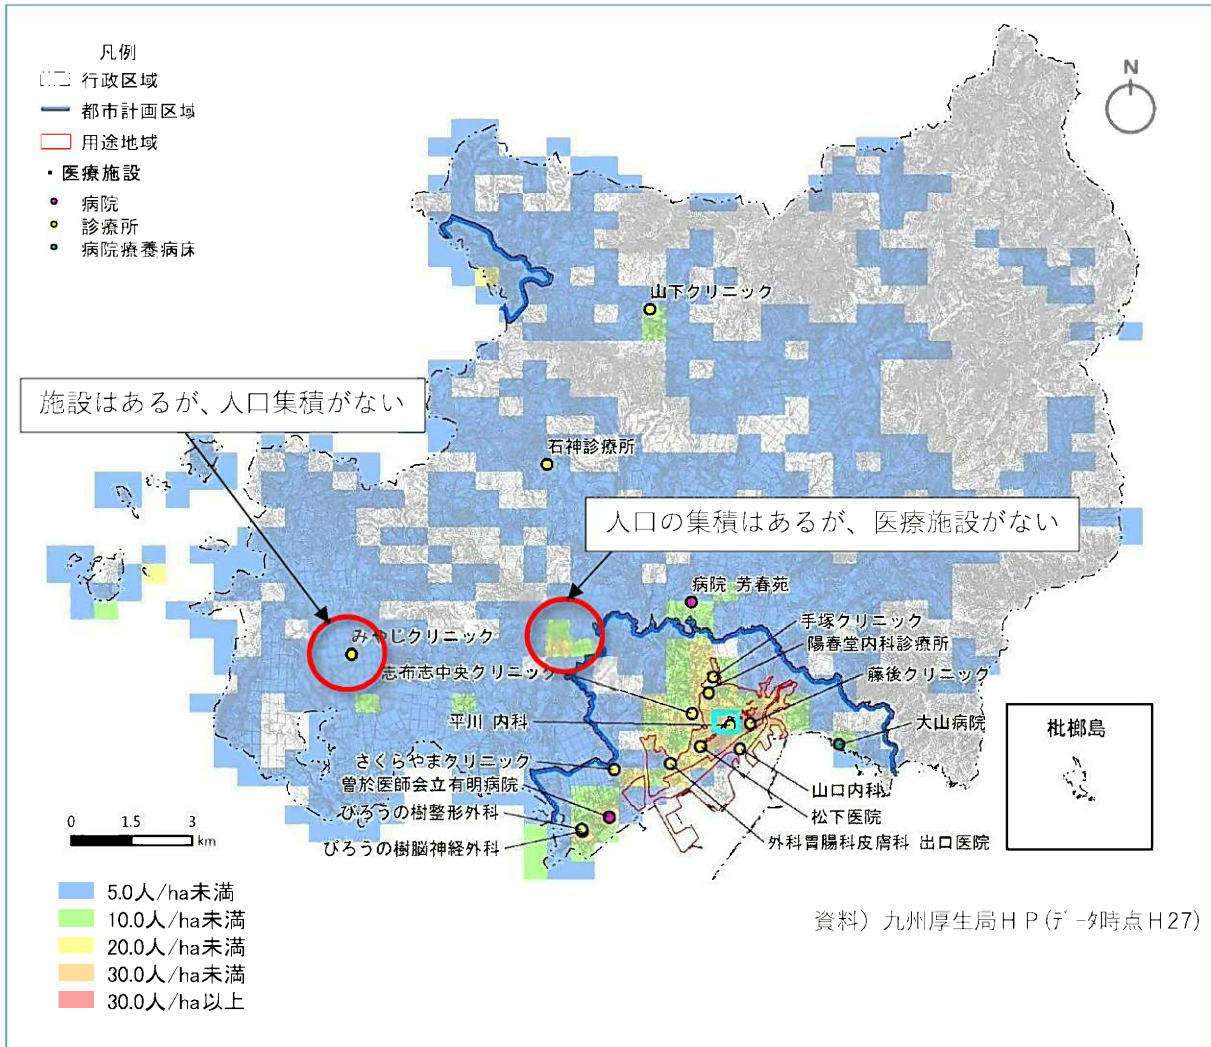 凡例
行政区域
都市計画区域
用途地域
・医療施設
病院
診療所
病院療養病床
N
山下クリニック
施設はあるが、人口集積がない
石神診療所
人口の集積はあるが、医療施設がない
病院 芳春苑
手塚クリニック
みやじクリニック
陽春堂内科診療所
志布志中央クリニック
藤後クリニック
平川 内科
大山病院
枇榔島
さくらやまクリニック
曽於医師会立有明病院
山口内科
びろうの樹整形外科
松下医院
びろうの樹脳神経外科
外科胃腸科皮膚科 出口医院
0 1.5 3
km
5.0人/ha未満
10.0人/ha未満
20.0人/ha未満
30.0人/ha未満
30.0人/ha以上
資料）九州厚生局ＨＰ(ﾃﾞｰﾀ時点Ｈ27)